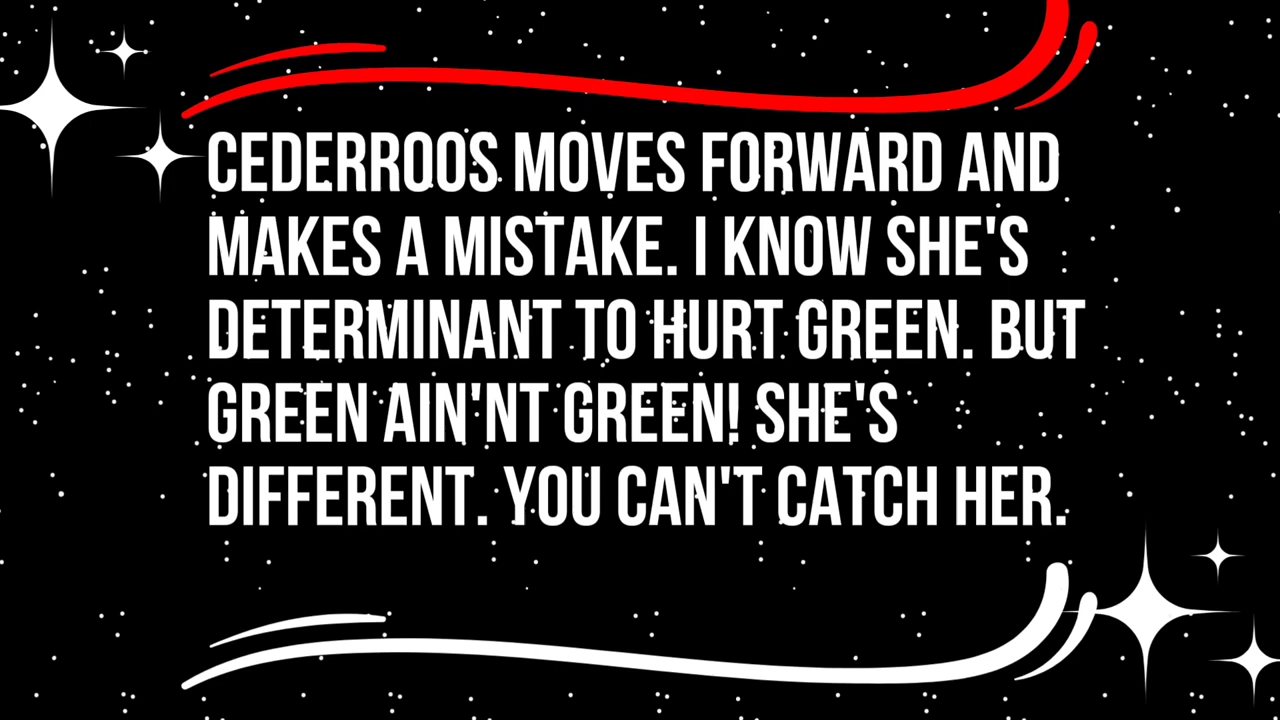 CEDERROOS MOVES FORWARD AND
MAKES A MISTAKE. I KNOW SHE'S
DETERMINANT TO HURT GREEN. BUT
GREEN AIN'NT GREEN! SHE'S
DIFFERENT. YOU CAN'T CATCH HER.